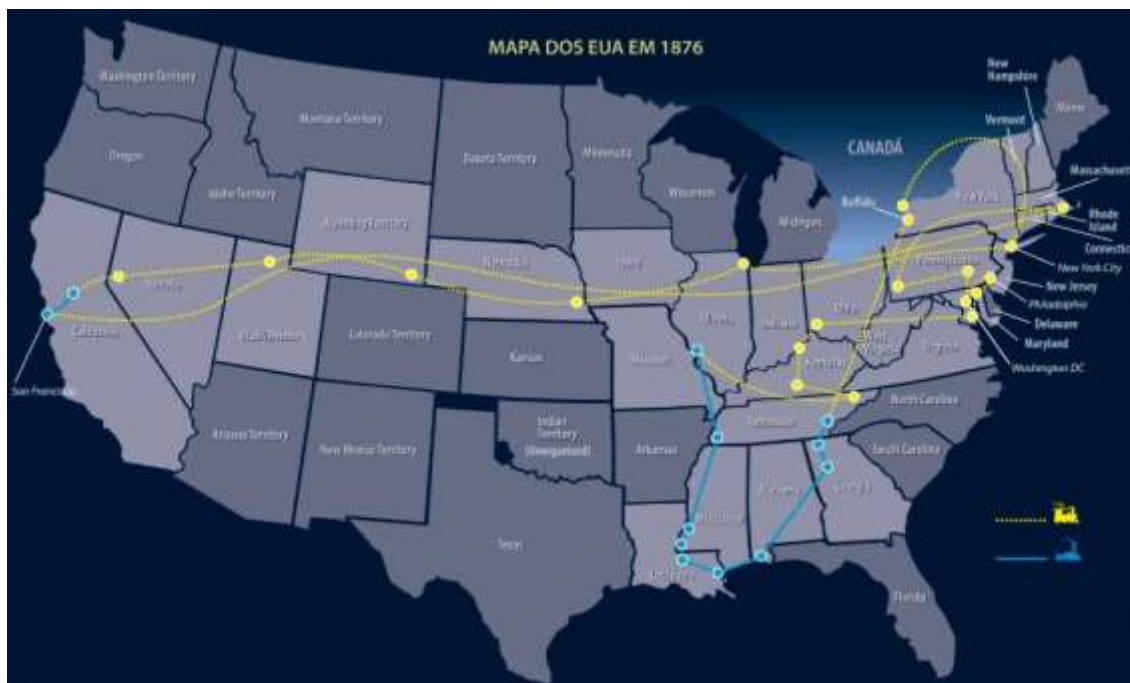 MAPA DOS EUA EM 1876
New
Hampshire
Washington Territory
Maine
Montana Territory
Vermont
Oregon
Dakota Territory
Minnesota
CANADÁ
Idaho Territory
Wisconsin
Massachusett
New York
Wyoming Territory
Michigan
Buffalo
Rhode
Island
Connectic
Nebraska
Iowa
Pennsylvania
New York City
Nevada
New Jersey
Philadelphia
Ohio
Illinois
Indiana
California
Utah Territory
Colorado Territory
West
Virginia
Delaware
Maryland
Kansas
Missouri
Kentucky
Virginia
Washington DC
San Francisco
North Carolina
Tennessee
Arizona Territory
New Mexico Territory
Indian
Territory
(Unorganized)
Arkansas
South Carolina
Alabama
Georgia
Mississippi
Texas
Louisiana
Florida